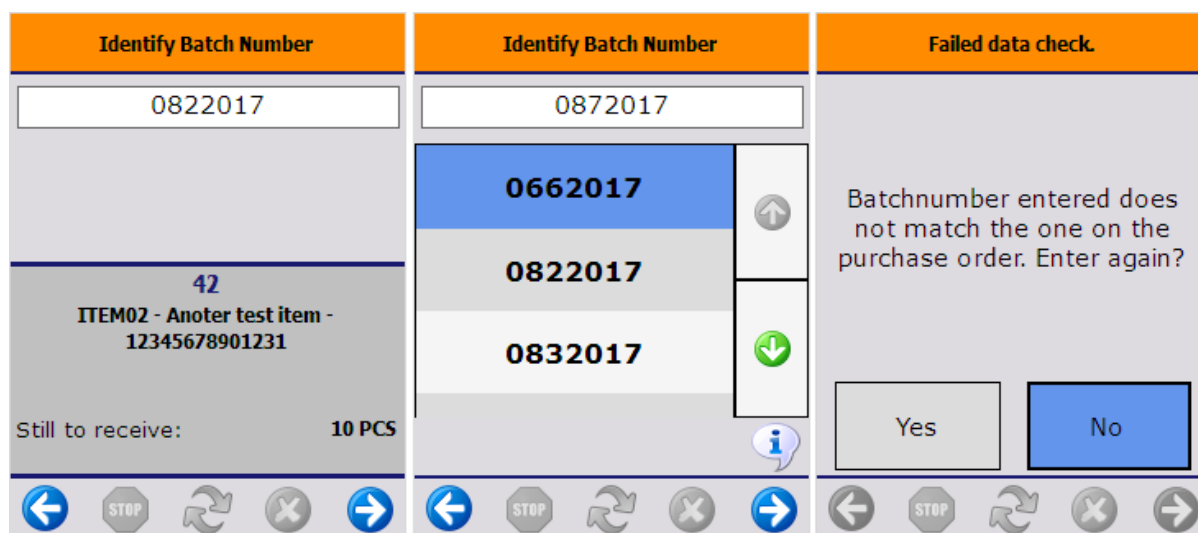 Identify Batch Number
0822017
42
ITEM02 - Anoter test item -
12345678901231
Still to receive: 10 PCS
STOP
Identify Batch Number
0872017
0662017
0822017
0832017
STOP
Failed data check.
Batchnumber entered does
not match the one on the
purchase order. Enter again?
Yes No
STOP